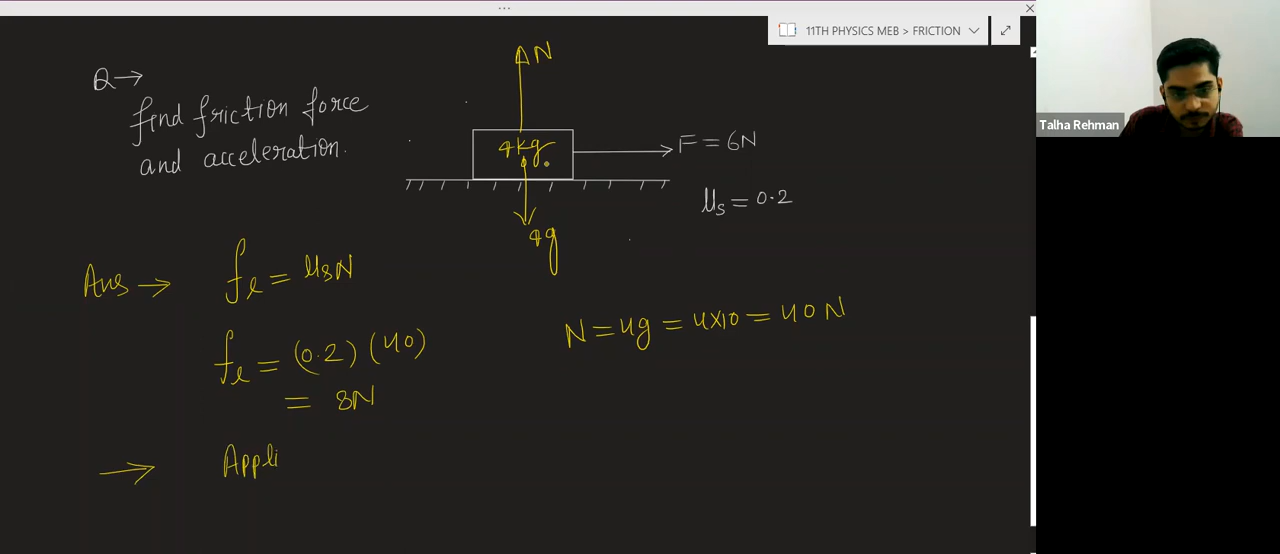 11TH PHYSICS MEB > FRICTION
Talha Rehman
Q→
find friction force
and acceleration.
N
4kg
F = 6N
μs = 0.2
4g
Ans → fl = μsN
N = 4g = 4×10 = 40 N
fl = (0.2) (40)
= 8N
→ Appli